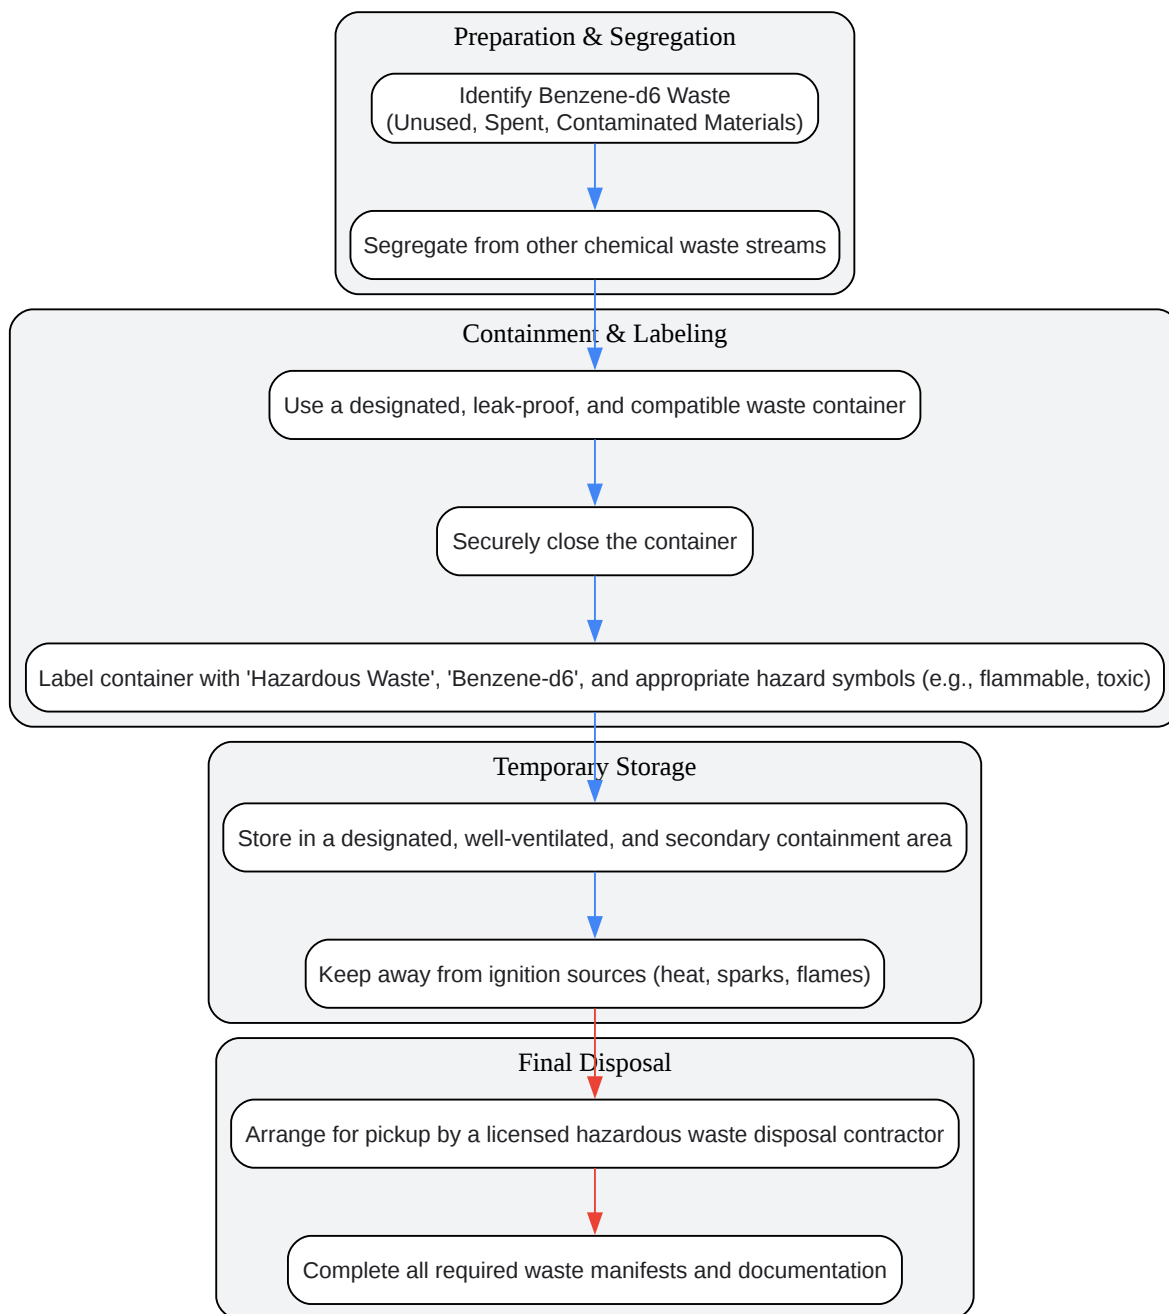 Preparation & Segregation
Identify Benzene-d6 Waste
(Unused, Spent, Contaminated Materials)
Segregate from other chemical waste streams
Containment & Labeling
Use a designated, leak-proof, and compatible waste container
Securely close the container
Label container with 'Hazardous Waste', 'Benzene-d6', and appropriate hazard symbols (e.g., flammable, toxic)
Temporary Storage
Store in a designated, well-ventilated, and secondary containment area
Keep away from ignition sources (heat, sparks, flames)
Final Disposal
Arrange for pickup by a licensed hazardous waste disposal contractor
Complete all required waste manifests and documentation